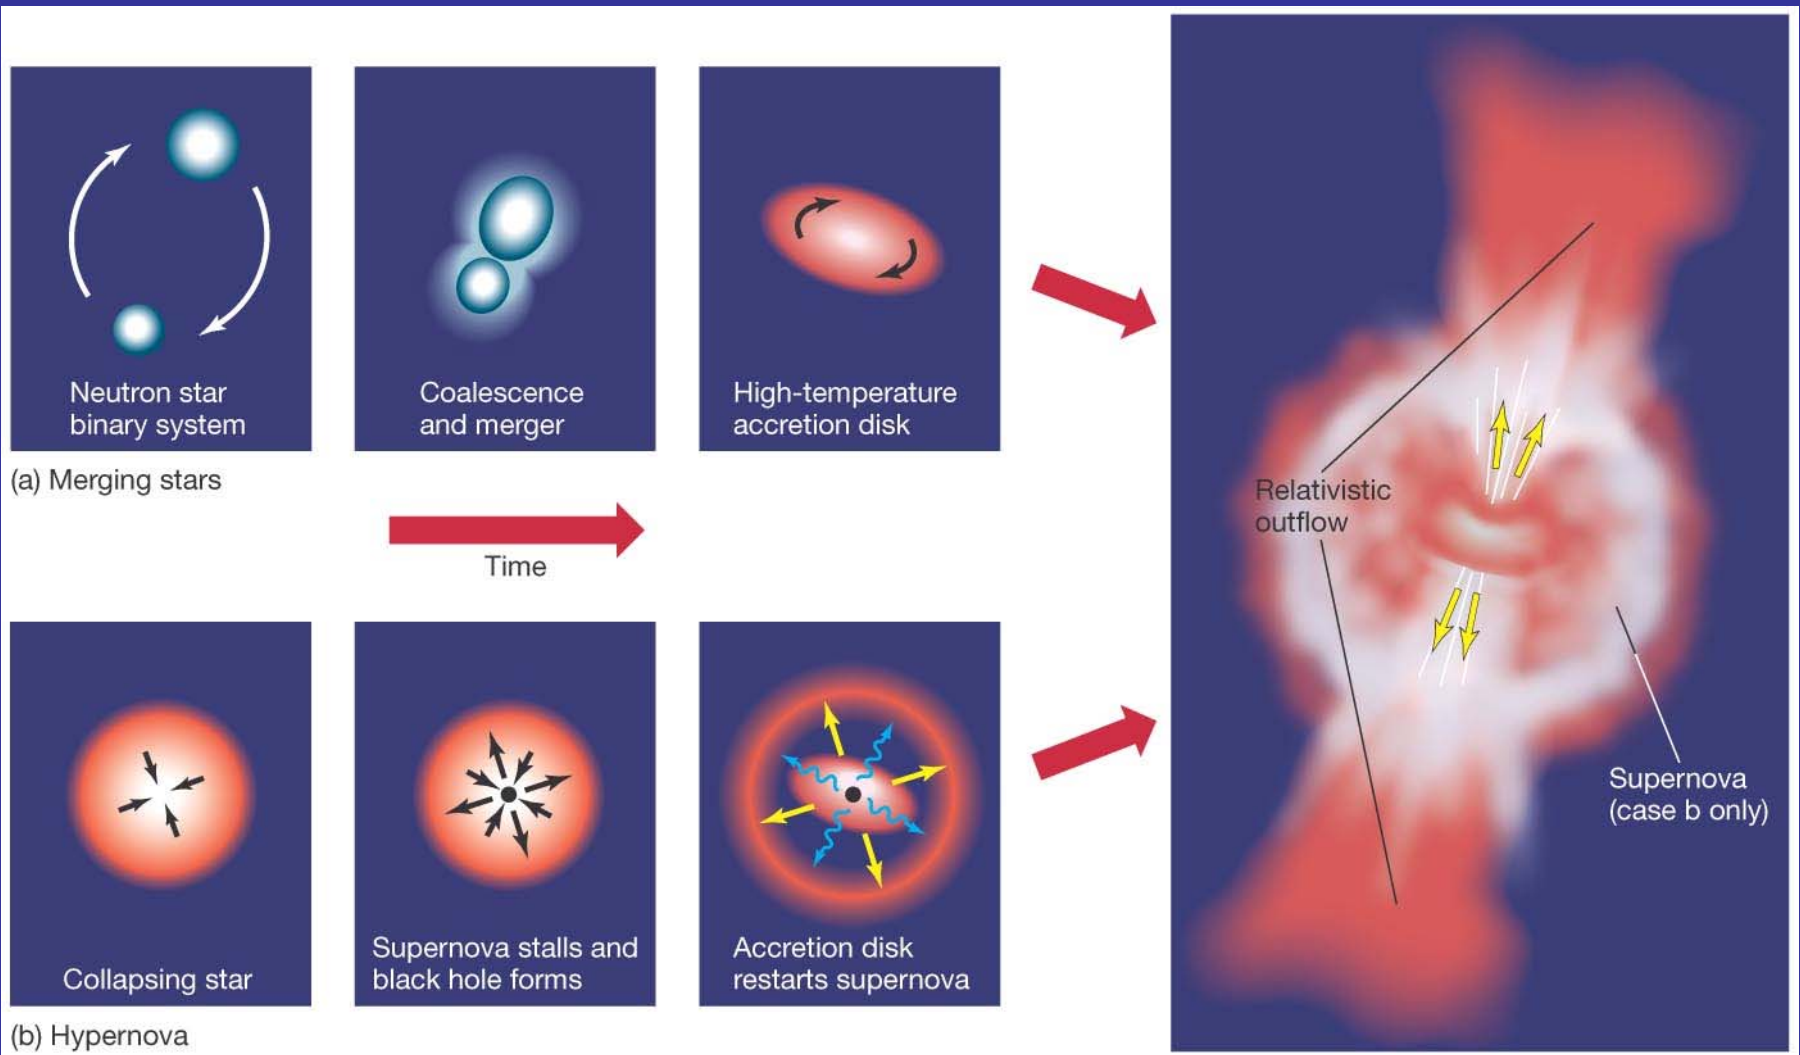 Neutron star
binary system
Coalescence
and merger
High-temperature
accretion disk
(a) Merging stars
Time
Collapsing star
Supernova stalls and
black hole forms
Accretion disk
restarts supernova
(b) Hypernova
Relativistic
outflow
Supernova
(case b only)